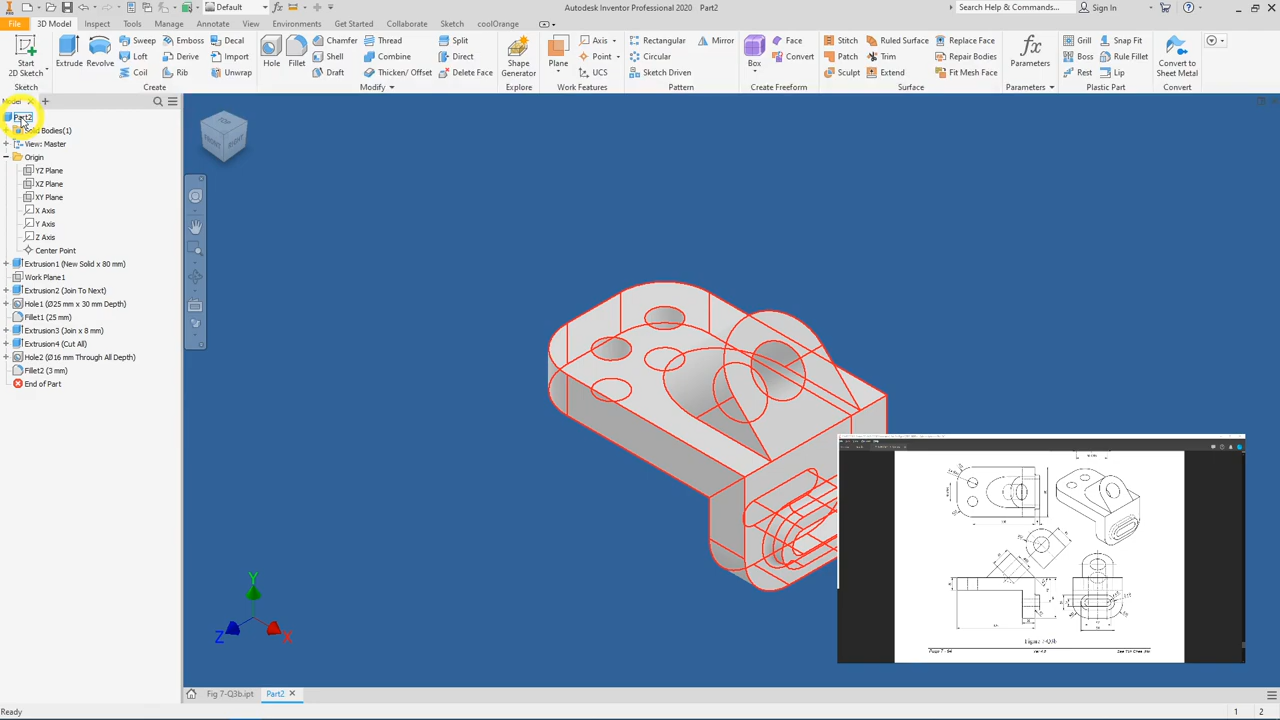 Default
Autodesk Inventor Professional 2020   Part2
Search Help & Commands...
Sign In
File
3D Model
Sketch
Annotate
Inspect
Tools
Manage
View
Environments
Get Started
Collaborate
Sketch
coolOrange
Start
2D Sketch
Extrude
Revolve
Sweep
Loft
Coil
Emboss
Derive
Rib
Decal
Import
Unwrap
Hole
Fillet
Chamfer
Shell
Draft
Thread
Combine
Thicken/ Offset
Split
Direct
Delete Face
Shape
Generator
Plane
Axis
Point
UCS
Rectangular
Circular
Sketch Driven
Mirror
Box
Face
Convert
Stitch
Patch
Sculpt
Ruled Surface
Trim
Extend
Replace Face
Repair Bodies
Fit Mesh Face
Parameters
Grill
Boss
Rest
Snap Fit
Rule Fillet
Lip
Convert to
Sheet Metal
Sketch
Create
Modify
Explore
Work Features
Pattern
Create Freeform
Surface
Parameters
Plastic Part
Convert
Model
Part2
Solid Bodies(1)
View: Master
Origin
YZ Plane
XZ Plane
XY Plane
X Axis
Y Axis
Z Axis
Center Point
Extrusion1 (New Solid x 80 mm)
Work Plane1
Extrusion2 (Join To Next)
Hole1 (Ø25 mm x 30 mm Depth)
Fillet1 (25 mm)
Extrusion3 (Join x 8 mm)
Extrusion4 (Cut All)
Hole2 (Ø16 mm Through All Depth)
Fillet2 (3 mm)
End of Part
TOP
FRONT
RIGHT
Y
Z
X
Figure 7-Q3b
Fig 7-Q3b.ipt
Part2
Ready
1
2